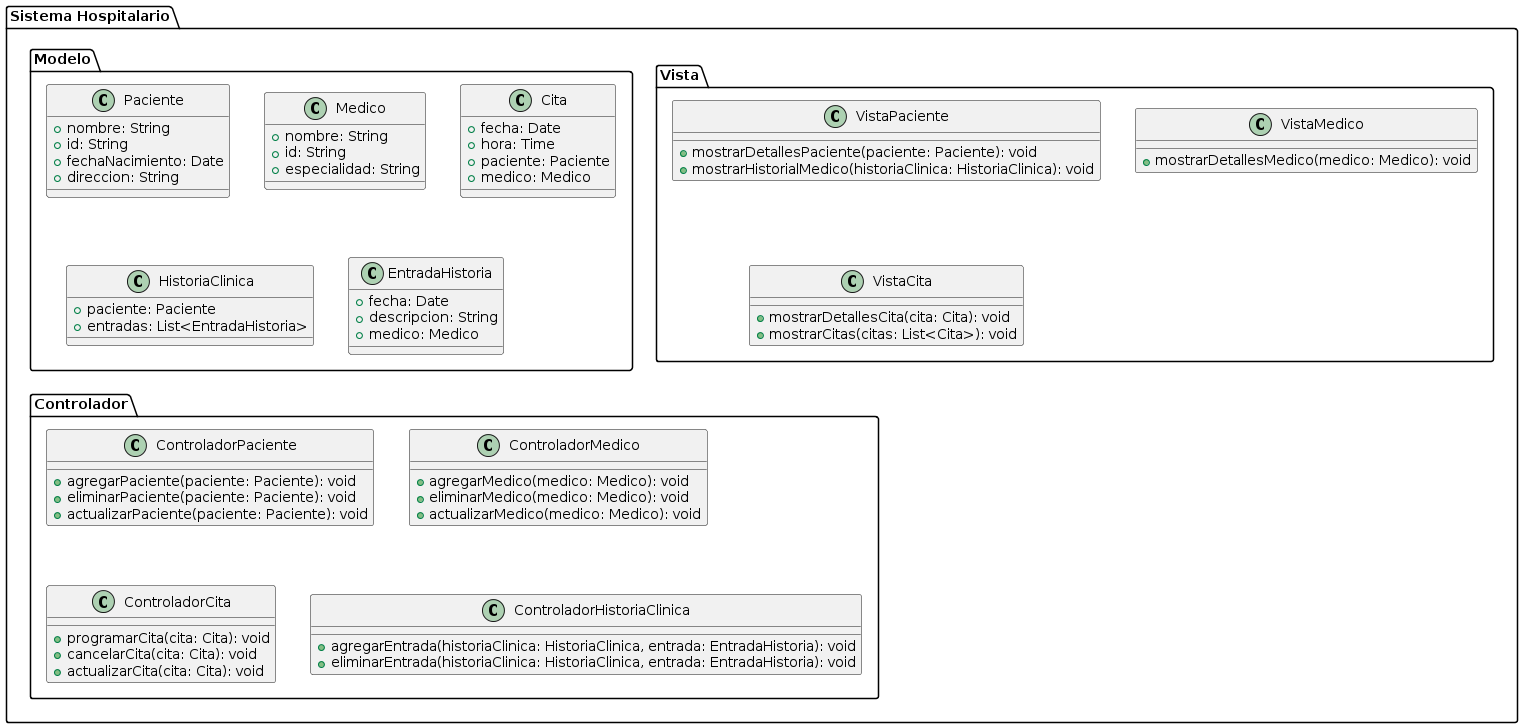 Sistema Hospitalario
Modelo
C Paciente
nombre: String
id: String
fechaNacimiento: Date
direccion: String
C Medico
nombre: String
id: String
especialidad: String
C Cita
fecha: Date
hora: Time
paciente: Paciente
medico: Medico
C HistoriaClinica
paciente: Paciente
entradas: List<EntradaHistoria>
C EntradaHistoria
fecha: Date
descripcion: String
medico: Medico
Vista
C VistaPaciente
mostrarDetallesPaciente(paciente: Paciente): void
mostrarHistorialMedico(historiaClinica: HistoriaClinica): void
C VistaMedico
mostrarDetallesMedico(medico: Medico): void
C VistaCita
mostrarDetallesCita(cita: Cita): void
mostrarCitas(citas: List<Cita>): void
Controlador
C ControladorPaciente
agregarPaciente(paciente: Paciente): void
eliminarPaciente(paciente: Paciente): void
actualizarPaciente(paciente: Paciente): void
C ControladorMedico
agregarMedico(medico: Medico): void
eliminarMedico(medico: Medico): void
actualizarMedico(medico: Medico): void
C ControladorCita
programarCita(cita: Cita): void
cancelarCita(cita: Cita): void
actualizarCita(cita: Cita): void
C ControladorHistoriaClinica
agregarEntrada(historiaClinica: HistoriaClinica, entrada: EntradaHistoria): void
eliminarEntrada(historiaClinica: HistoriaClinica, entrada: EntradaHistoria): void